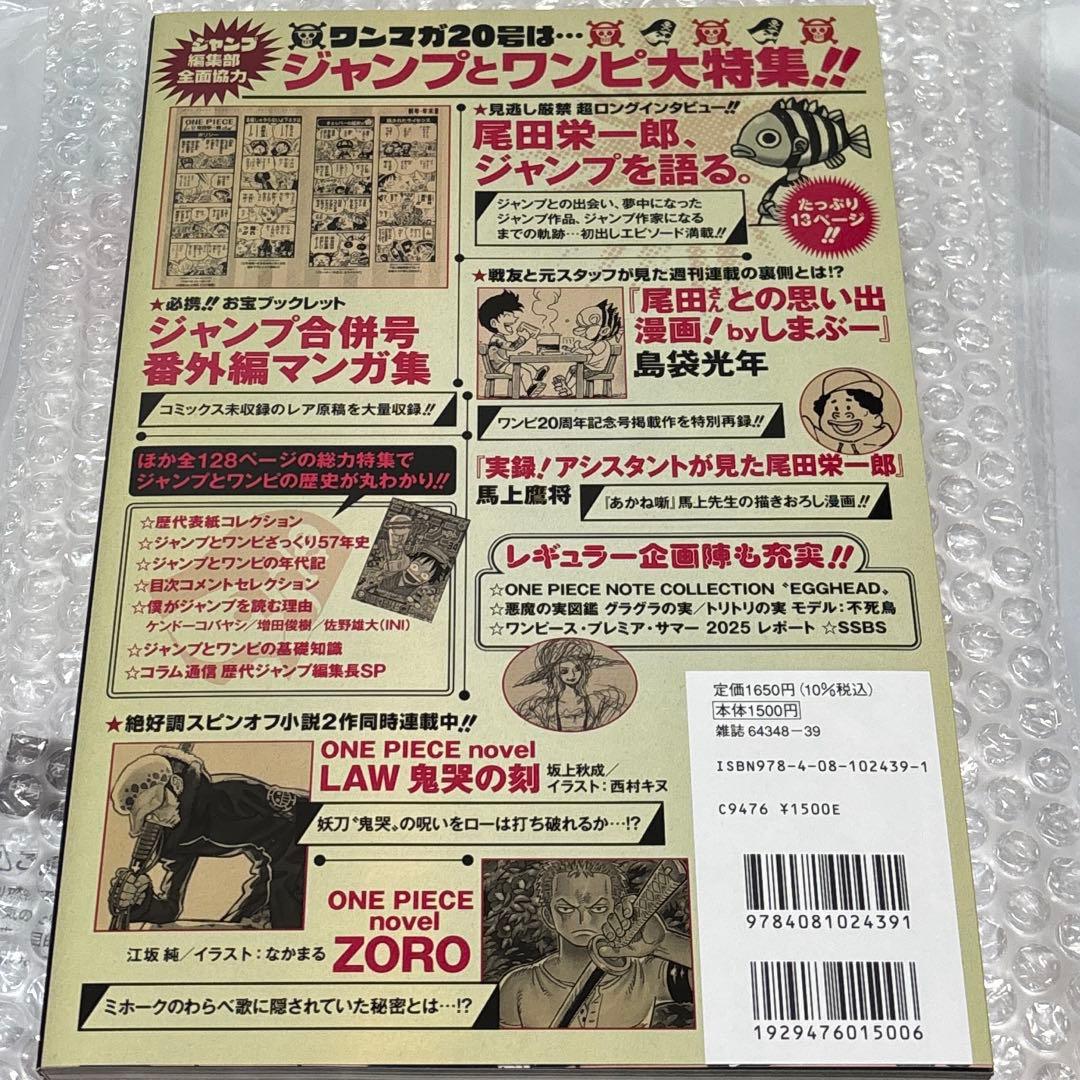 ジャンプ
編集部
全面協力
ワンマガ20号は…
ジャンプとワンピ大特集!!
ONE PIECE
★必携!! お宝ブックレット
ジャンプ合併号
番外編マンガ集
コミックス未収録のレア原稿を大量収録!!
ほか全128ページの総力特集で
ジャンプとワンピの歴史が丸わかり!!
☆歴代表紙コレクション
☆ジャンプとワンピざっくり57年史
☆ジャンプとワンピの年代記
☆目次コメントセレクション
☆僕がジャンプを読む理由
ケンドーコバヤシ/増田俊樹/佐野雄大(INI)
☆ジャンプとワンピの基礎知識
☆コラム通信 歴代ジャンプ編集長SP
★見逃し厳禁 超ロングインタビュー!!
尾田栄一郎、
ジャンプを語る。
ジャンプとの出会い、夢中になった
ジャンプ作品、ジャンプ作家になる
までの軌跡…初出しエピソード満載!!
たっぷり
13ページ
!!
★戦友と元スタッフが見た週刊連載の裏側とは!?
『尾田さんとの思い出
漫画! byしまぶー』
島袋光年
ワンピ20周年記念号掲載作を特別再録!!
『実録! アシスタントが見た尾田栄一郎』
馬上鷹将
『あかね噺』馬上先生の描きおろし漫画!!
レギュラー企画陣も充実!!
☆ONE PIECE NOTE COLLECTION〝EGGHEAD〟
☆悪魔の実図鑑 グラグラの実/トリトリの実 モデル:不死鳥
☆ワンピース・プレミア・サマー 2025 レポート ☆SSBS
★絶好調スピンオフ小説2作同時連載中!!
ONE PIECE novel
LAW 鬼哭の刻
坂上秋成/
イラスト:西村キヌ
妖刀〝鬼哭〟の呪いをローは打ち破れるか…!?
ONE PIECE
novel
ZORO
江坂 純/イラスト:なかまる
ミホークのわらべ歌に隠されていた秘密とは…!?
定価1650円(10%税込)
本体1500円
雑誌 64348-39
ISBN978-4-08-102439-1
C9476 ¥1500E
9784081024391
1929476015006